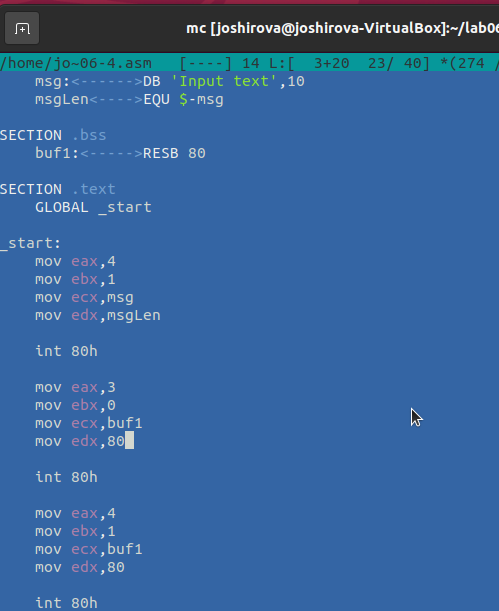 mc [joshirova@joshirova-VirtualBox]:~/lab06
/home/jo~06-4.asm [----] 14 L:[ 3+20 23/ 40] *(274 /
msg:<------>DB 'Input text',10
msgLen<---->EQU $-msg
SECTION .bss
buf1:<----->RESB 80
SECTION .text
GLOBAL _start
_start:
mov eax,4
mov ebx,1
mov ecx,msg
mov edx,msgLen
int 80h
mov eax,3
mov ebx,0
mov ecx,buf1
mov edx,80
int 80h
mov eax,4
mov ebx,1
mov ecx,buf1
mov edx,80
int 80h